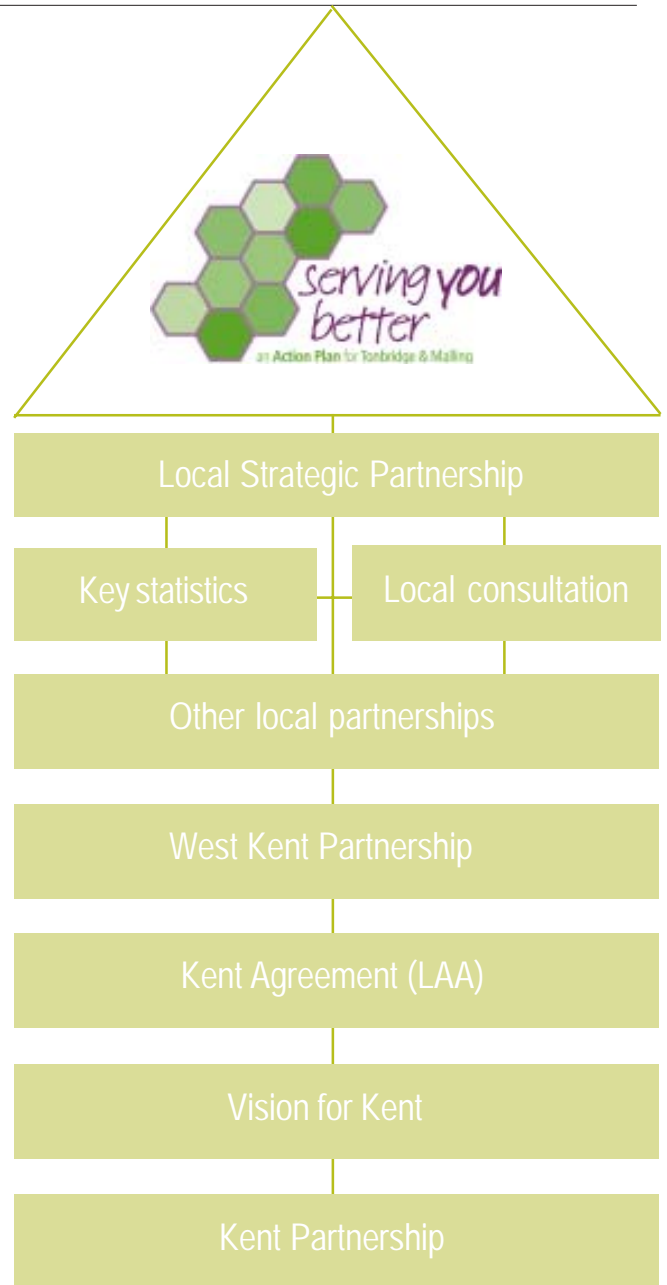 serving you
better
an Action Plan for Tonbridge & Malling
Local Strategic Partnership
Key statistics
Local consultation
Other local partnerships
West Kent Partnership
Kent Agreement (LAA)
Vision for Kent
Kent Partnership